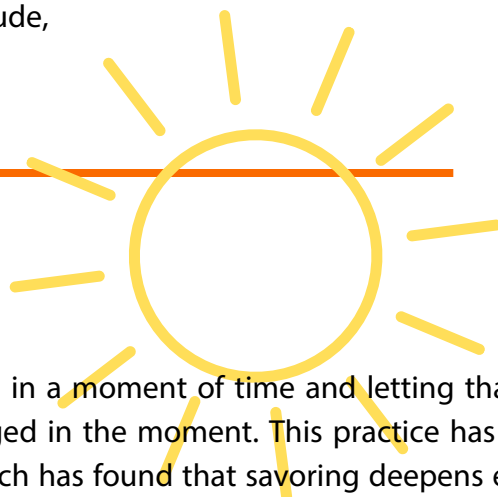 ude,
in a moment of time and letting tha
ged in the moment. This practice has
ch has found that savoring deepens e